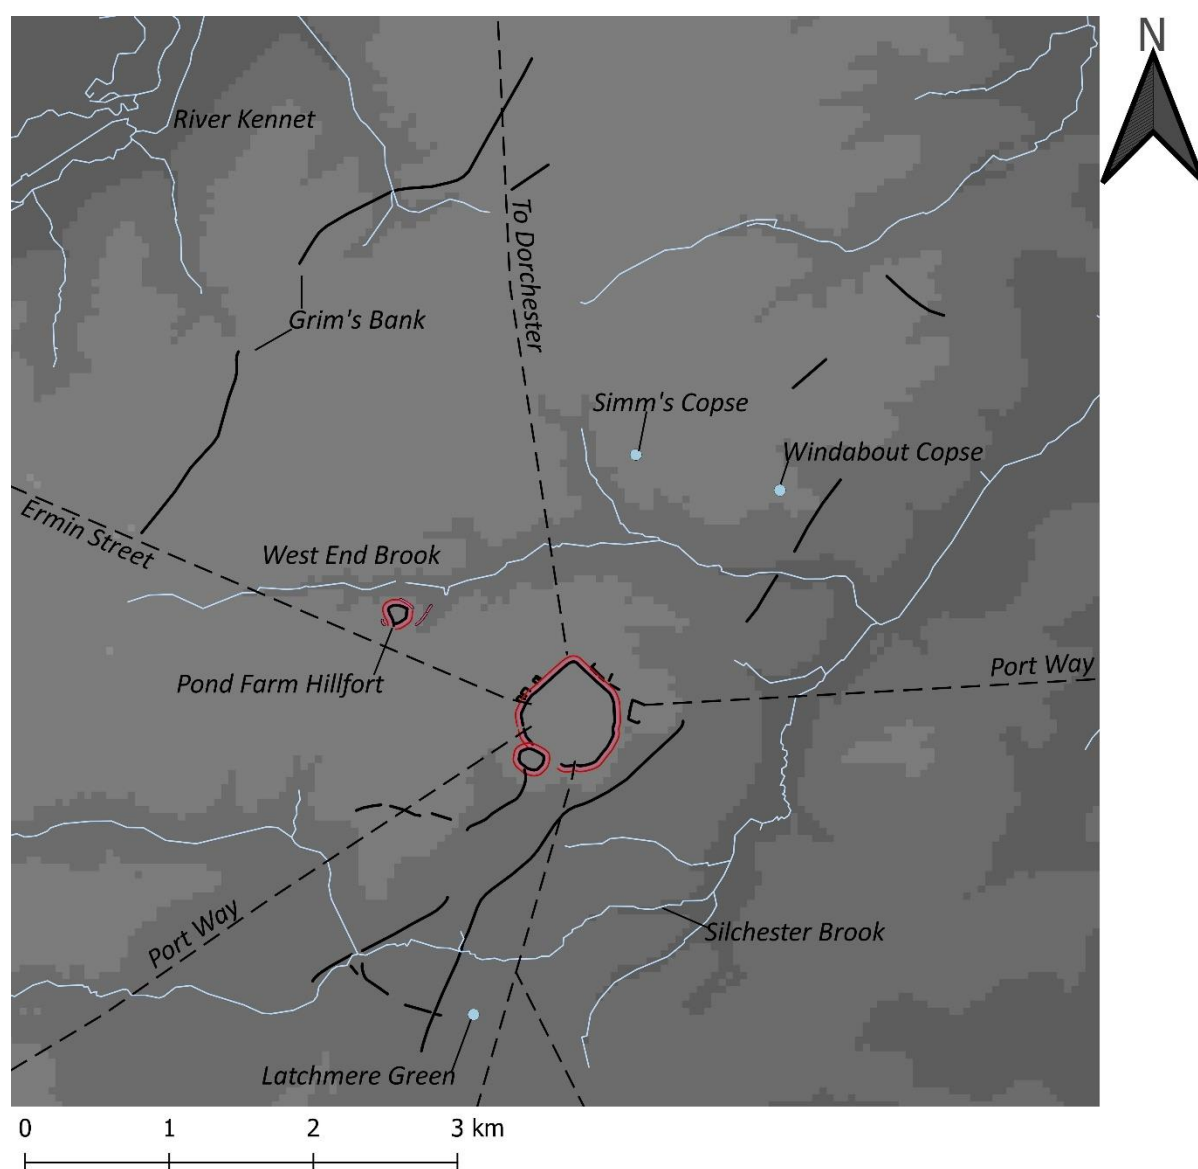 N
River Kennet
To Dorchester
Grim's Bank
Simm's Copse
Windabout Copse
Ermin Street
West End Brook
Pond Farm Hillfort
Port Way
Port Way
Silchester Brook
Latchmere Green
0 1 2 3 km